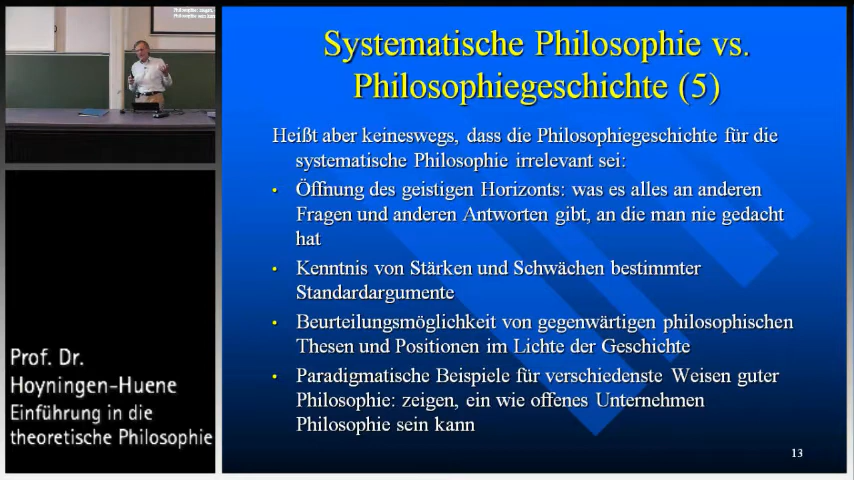 Systematische Philosophie vs.
Philosophiegeschichte (5)
Heißt aber keineswegs, dass die Philosophiegeschichte für die
systematische Philosophie irrelevant sei:
• Öffnung des geistigen Horizonts: was es alles an anderen
Fragen und anderen Antworten gibt, an die man nie gedacht
hat
• Kenntnis von Stärken und Schwächen bestimmter
Standardargumente
• Beurteilungsmöglichkeit von gegenwärtigen philosophischen
Thesen und Positionen im Lichte der Geschichte
• Paradigmatische Beispiele für verschiedenste Weisen guter
Philosophie: zeigen, ein wie offenes Unternehmen
Philosophie sein kann
13
Prof. Dr.
Hoyningen-Huene
Einführung in die
theoretische Philosophie